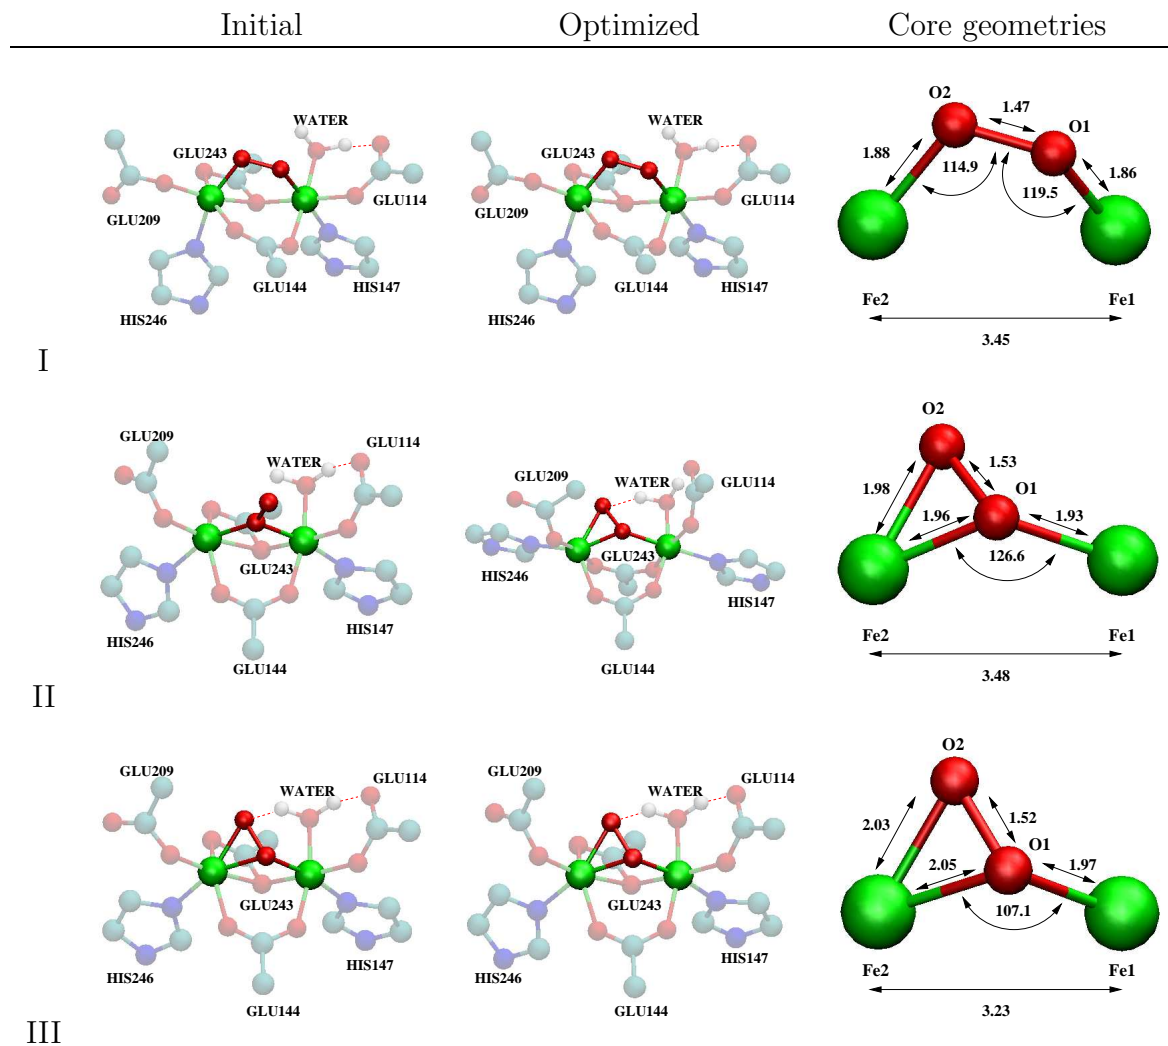 Initial Optimized Core geometries
WATER
GLU243
GLU209
GLU114
GLU144
HIS147
HIS246
WATER
GLU243
GLU209
GLU114
GLU144
HIS147
HIS246
O2
1.47
O1
1.88
114.9
119.5
1.86
Fe2 Fe1
3.45
I
GLU209
GLU114
WATER
GLU243
HIS246
HIS147
GLU144
GLU209
WATER
GLU114
GLU243
HIS246
HIS147
GLU144
O2
1.53
O1
1.98
1.96
1.93
126.6
Fe2 Fe1
3.48
II
GLU209
WATER
GLU114
GLU243
HIS246
HIS147
GLU144
GLU209
WATER
GLU114
GLU243
HIS246
HIS147
GLU144
O2
2.03
1.52
O1
2.05
1.97
107.1
Fe2 Fe1
3.23
III